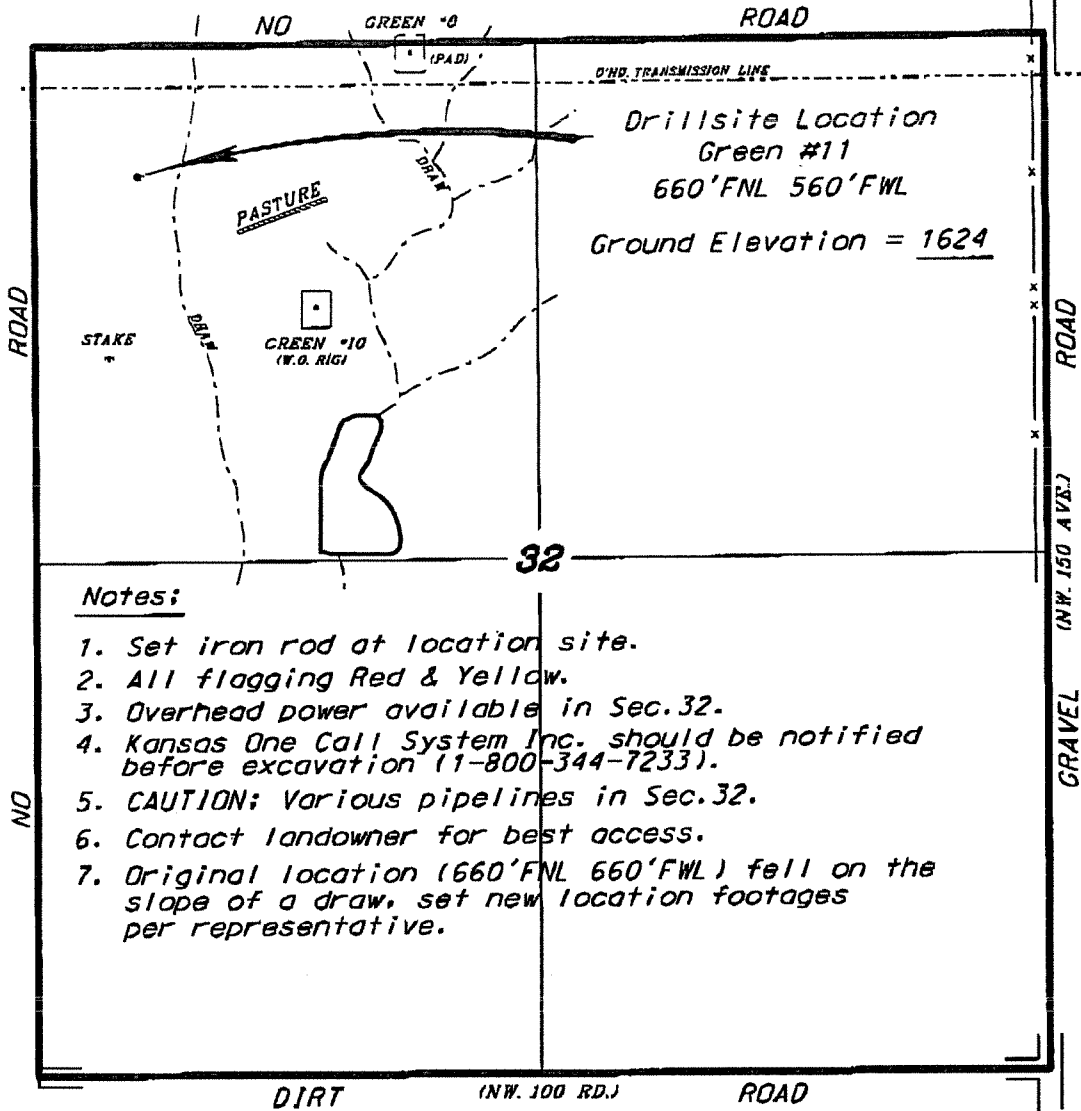 NO
GREEN #8
ROAD
(PAD)
O'HD. TRANSMISSION LINE
Drillsite Location
Green #11
660'FNL 560'FWL
Ground Elevation = 1624
DRAW
PASTURE
ROAD
STAKE
DRAW
GREEN #10
(W.O. RIG)
ROAD
32
(NW. 150 AVE.)
GRAVEL
NO
Notes:
1. Set iron rod at location site.
2. All flagging Red & Yellow.
3. Overhead power available in Sec.32.
4. Kansas One Call System Inc. should be notified
before excavation (1-800-344-7233).
5. CAUTION: Various pipelines in Sec.32.
6. Contact landowner for best access.
7. Original location (660'FNL 660'FWL) fell on the
slope of a draw, set new location footages
per representative.
DIRT
(NW. 100 RD.)
ROAD